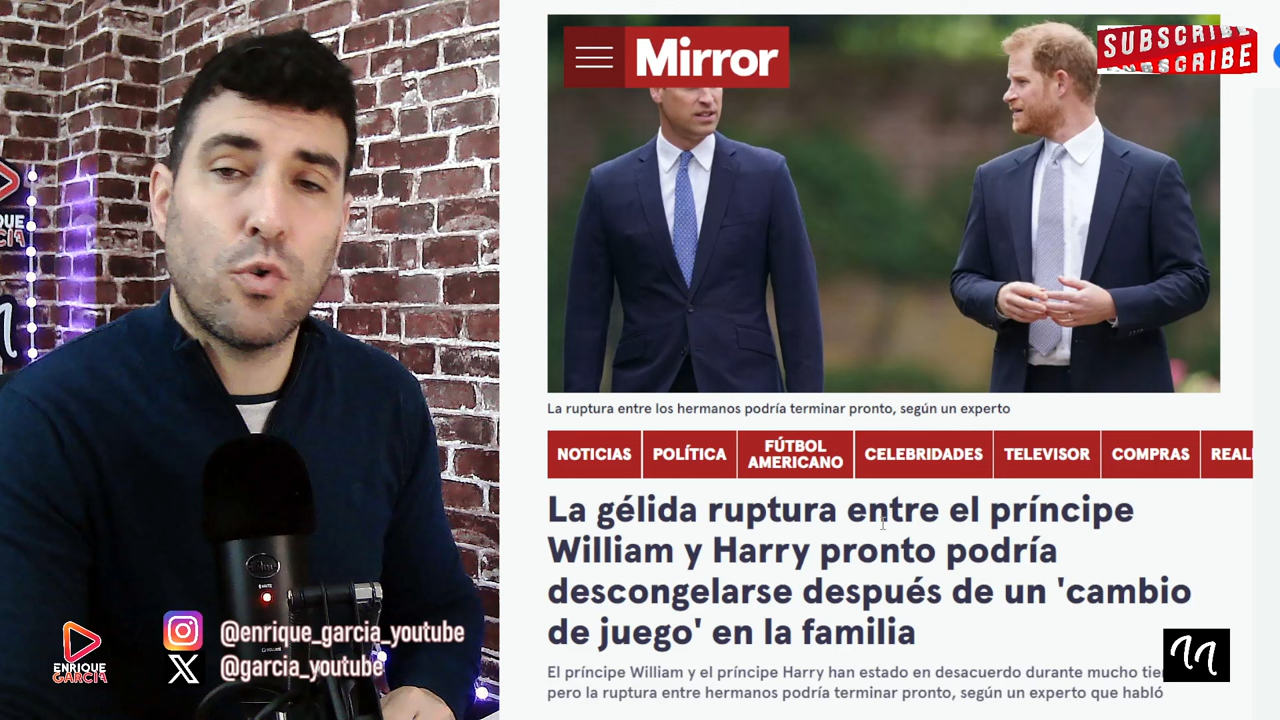 Mirror
SUBSCRIBE
SUBSCRIBE
La ruptura entre los hermanos podría terminar pronto, según un experto
NOTICIAS
POLÍTICA
FÚTBOL
AMERICANO
CELEBRIDADES
TELEVISOR
COMPRAS
REALI
La gélida ruptura entre el príncipe
William y Harry pronto podría
descongelarse después de un 'cambio
de juego' en la familia
El príncipe William y el príncipe Harry han estado en desacuerdo durante mucho tie
pero la ruptura entre hermanos podría terminar pronto, según un experto que habló
@enrique_garcia_youtube
@garcia_youtube
ENRIQUE
GARCIA